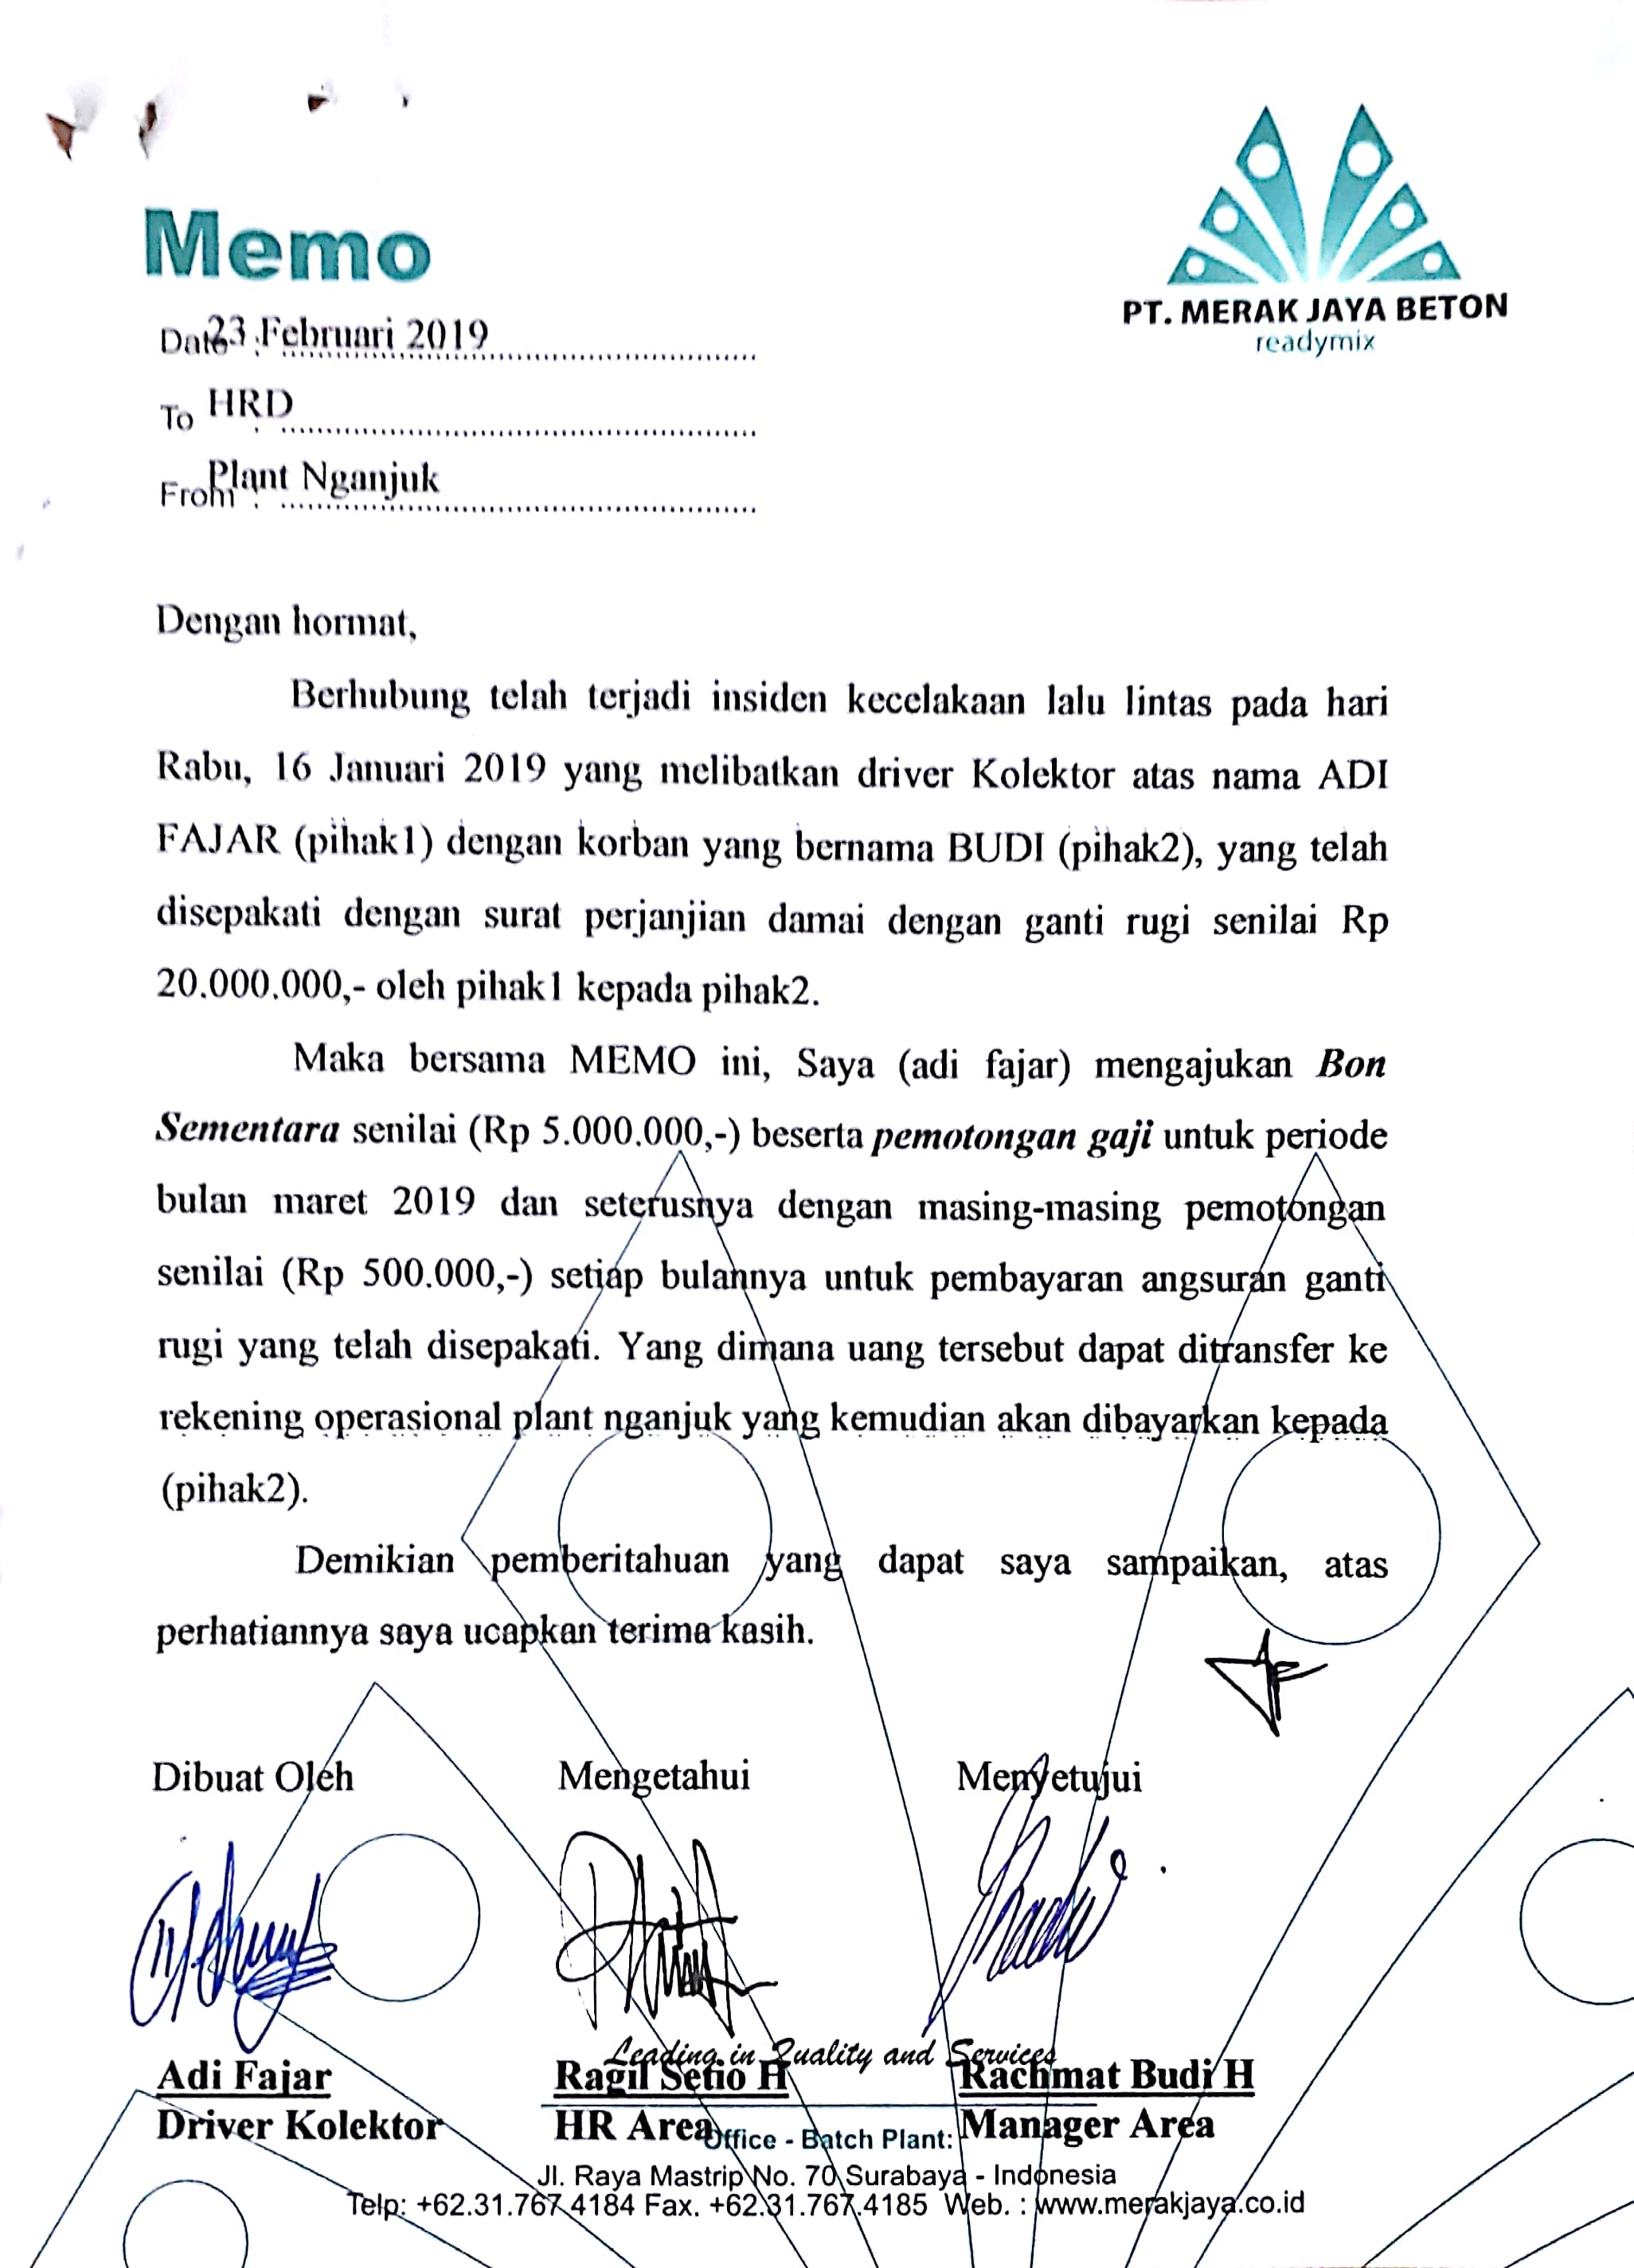 Memo
PT. MERAK JAYA BETON
readymix
Date : 23 Februari 2019
To : HRD
From : Plant Nganjuk
Dengan hormat,
Berhubung telah terjadi insiden kecelakaan lalu lintas pada hari
Rabu, 16 Januari 2019 yang melibatkan driver Kolektor atas nama ADI
FAJAR (pihak1) dengan korban yang bernama BUDI (pihak2), yang telah
disepakati dengan surat perjanjian damai dengan ganti rugi senilai Rp
20.000.000,- oleh pihak1 kepada pihak2.
Maka bersama MEMO ini, Saya (adi fajar) mengajukan Bon
Sementara senilai (Rp 5.000.000,-) beserta pemotongan gaji untuk periode
bulan maret 2019 dan seterusnya dengan masing-masing pemotongan
senilai (Rp 500.000,-) setiap bulannya untuk pembayaran angsuran ganti
rugi yang telah disepakati. Yang dimana uang tersebut dapat ditransfer ke
rekening operasional plant nganjuk yang kemudian akan dibayarkan kepada
(pihak2).
Demikian pemberitahuan yang dapat saya sampaikan, atas
perhatiannya saya ucapkan terima kasih.
Dibuat Oleh Mengetahui Menyetujui
Leading in Quality and Services
Adi Fajar Ragil Setio H Rachmat Budi H
Driver Kolektor HR Area Manager Area
Office - Batch Plant:
Jl. Raya Mastrip No. 70 Surabaya - Indonesia
Telp: +62.31.767.4184 Fax. +62.31.767.4185 Web. : www.merakjaya.co.id